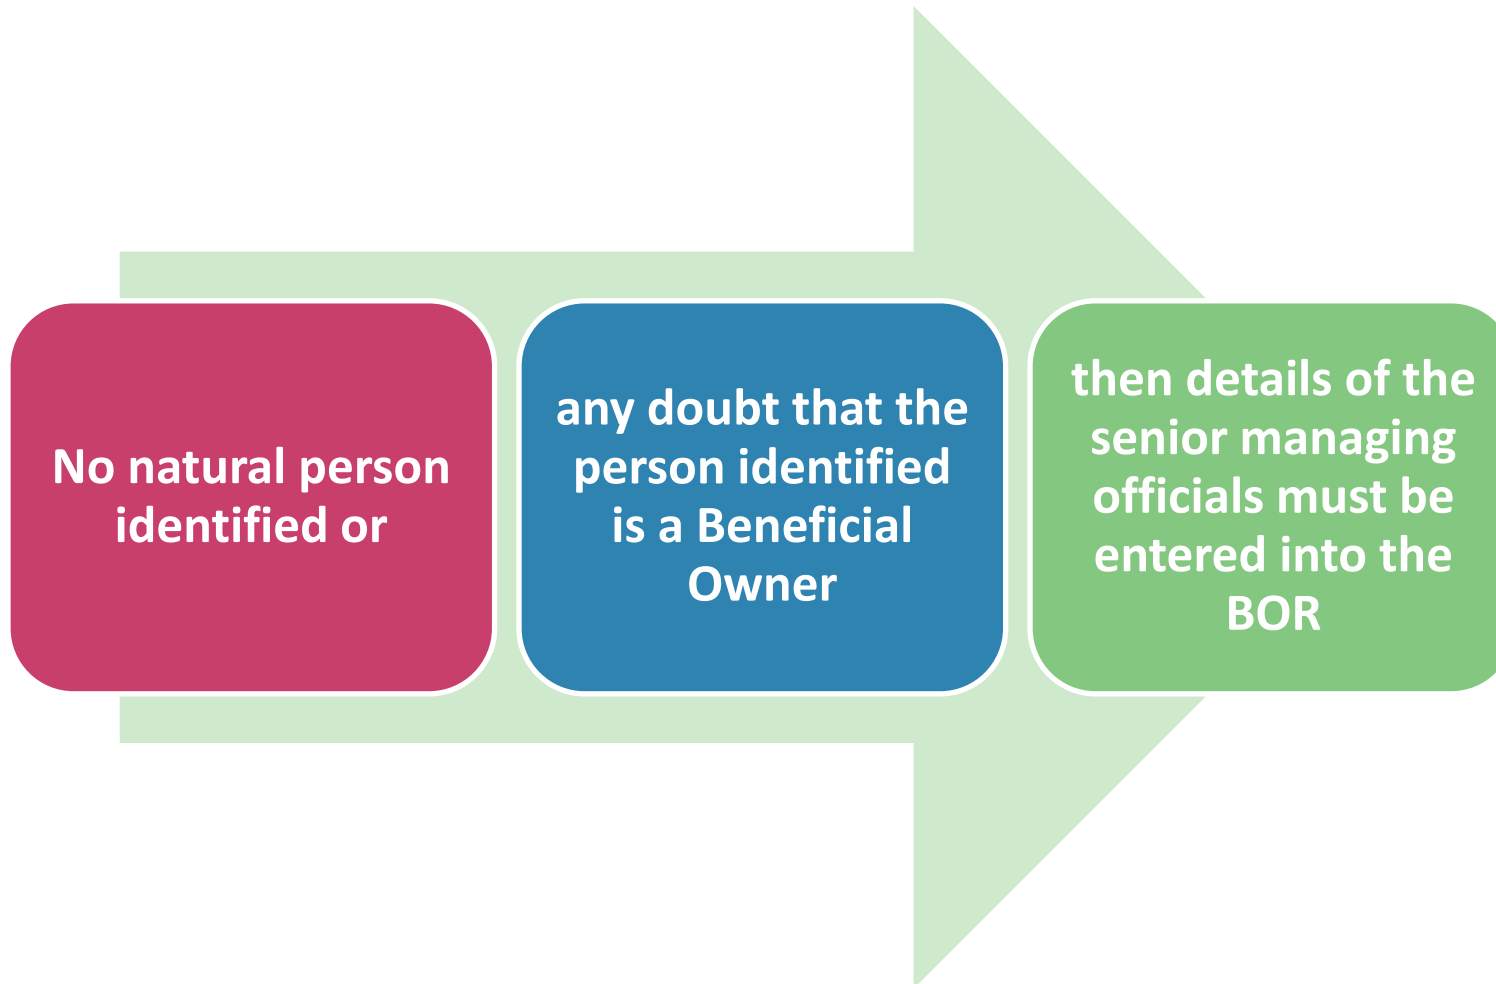 No natural person
identified or
any doubt that the
person identified
is a Beneficial
Owner
then details of the
senior managing
officials must be
entered into the
BOR